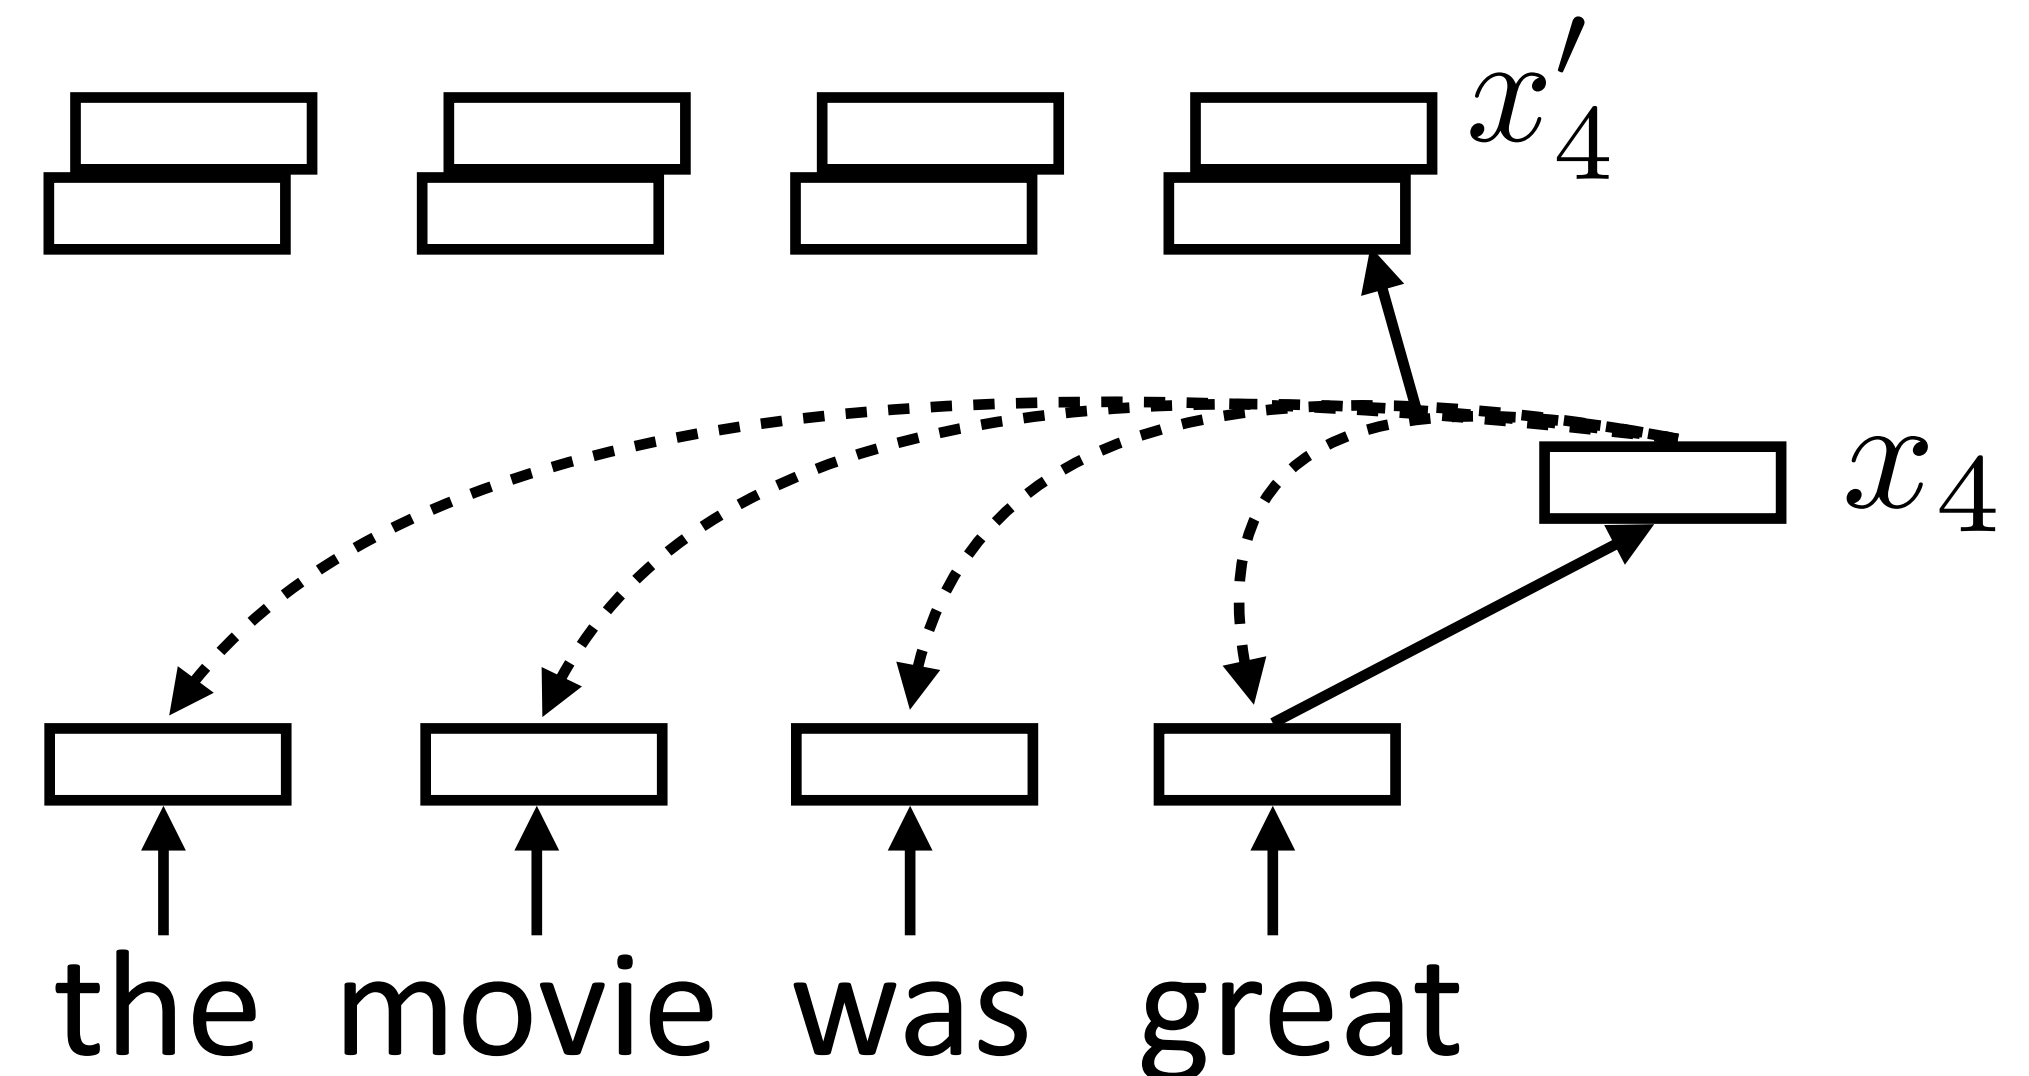 x′₄
x₄
the movie was great